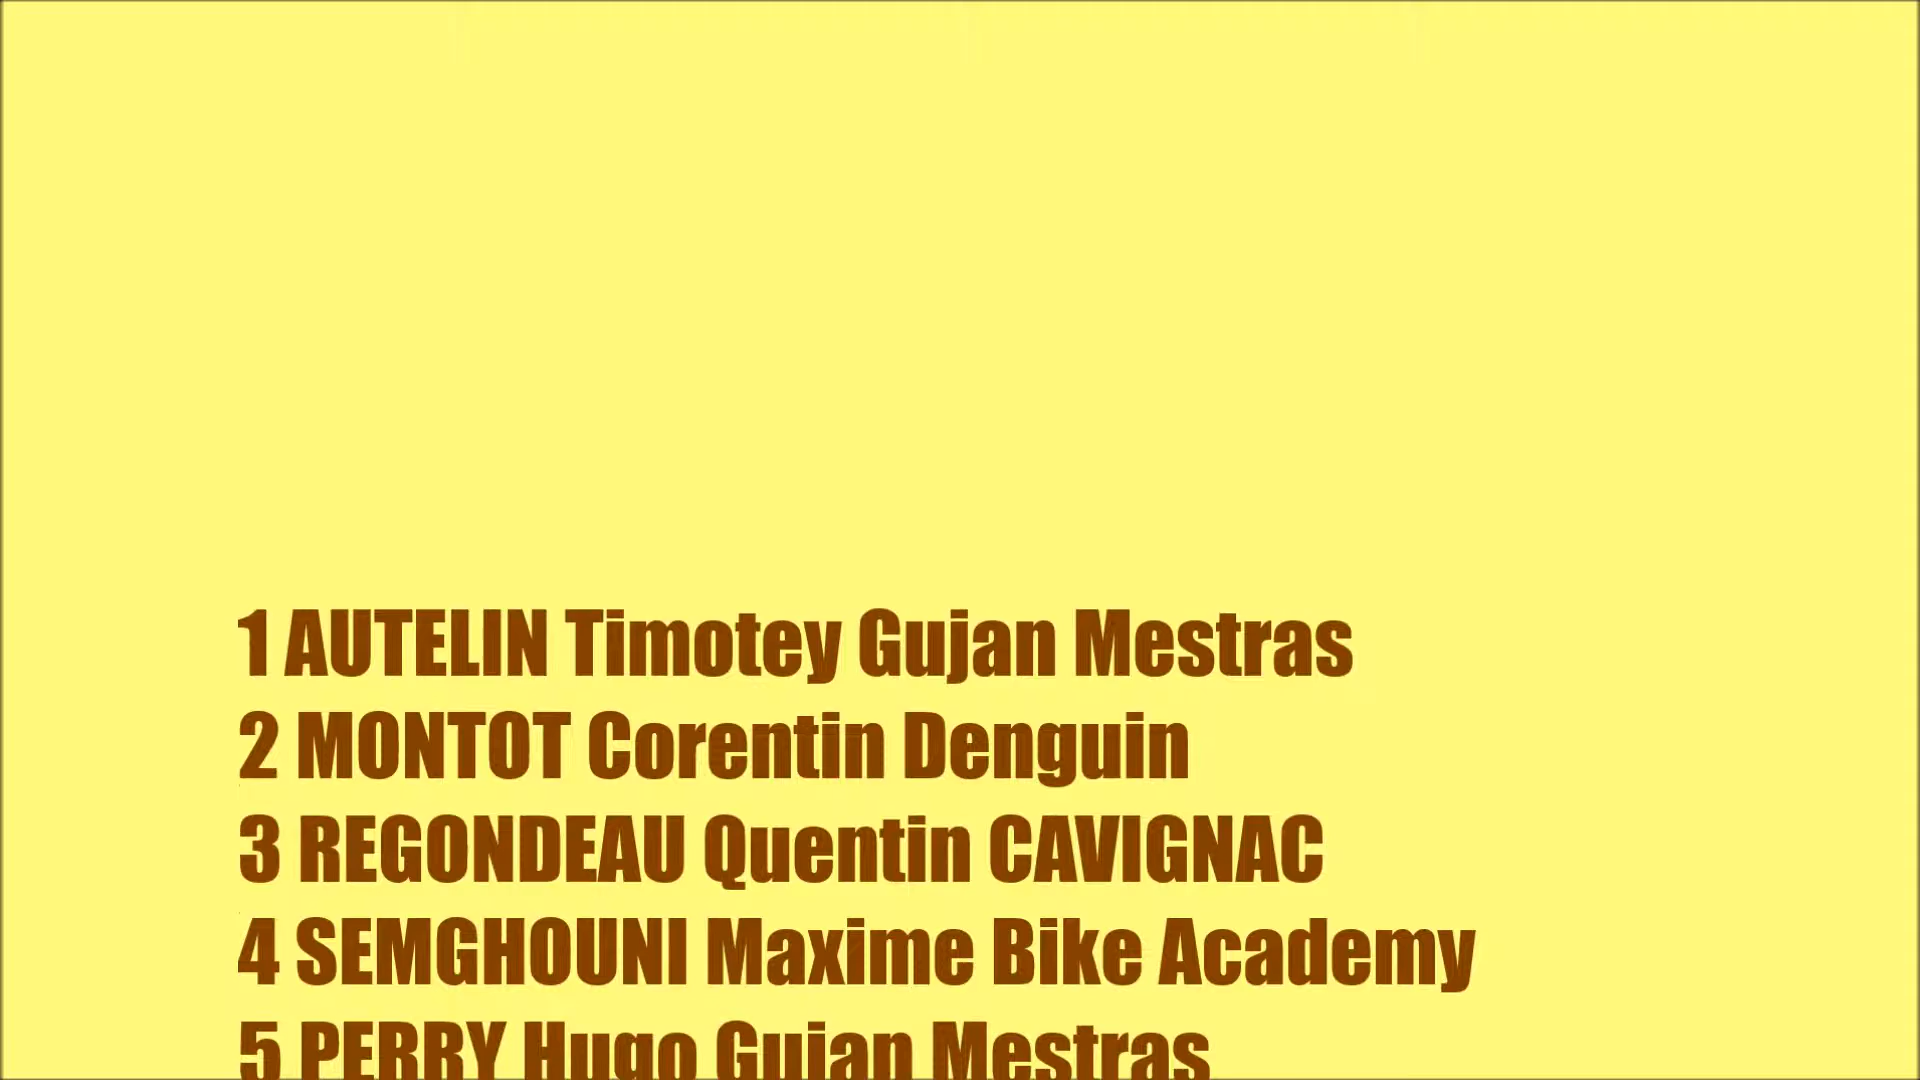 1 AUTELIN Timotey Gujan Mestras
2 MONTOT Corentin Denguin
3 REGONDEAU Quentin CAVIGNAC
4 SEMGHOUNI Maxime Bike Academy
5 PERRY Hugo Gujan Mestras